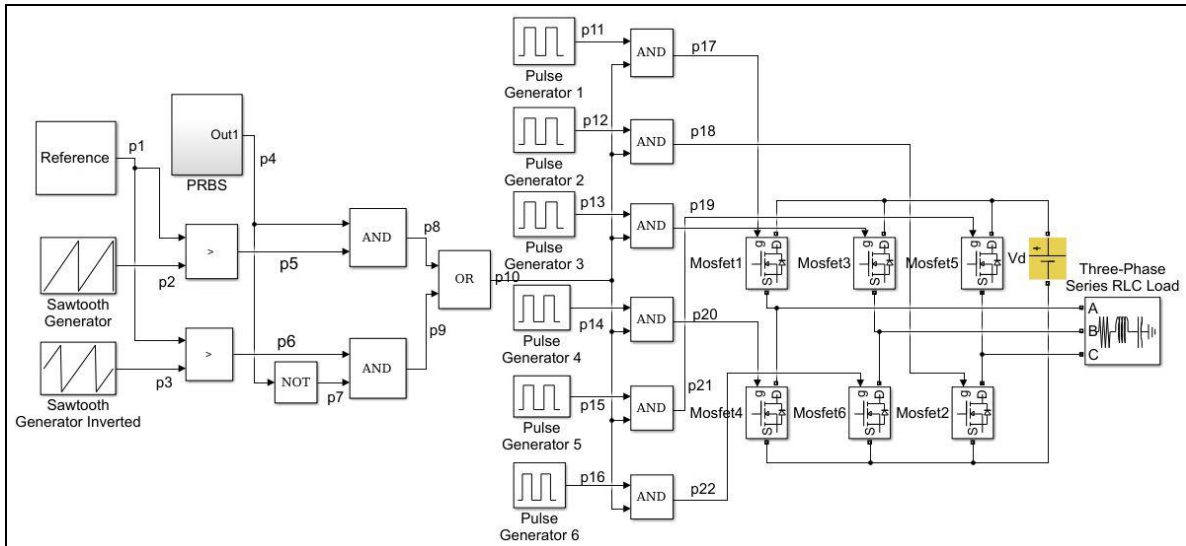 Reference
p1
Out1
PRBS
p4
Sawtooth
Generator
p2
>
p5
Sawtooth
Generator Inverted
p3
>
p6
NOT
p7
AND
p8
AND
p9
OR
p10
p11
Pulse
Generator 1
AND
p17
p12
Pulse
Generator 2
AND
p18
p13
Pulse
Generator 3
AND
p19
p14
Pulse
Generator 4
AND
p20
p15
Pulse
Generator 5
AND
p21
p16
Pulse
Generator 6
AND
p22
Mosfet1
g
D
S
Mosfet3
g
D
S
Mosfet5
g
D
S
Vd
+
Three-Phase
Series RLC Load
A
B
C
Mosfet4
g
D
S
Mosfet6
g
D
S
Mosfet2
g
D
S